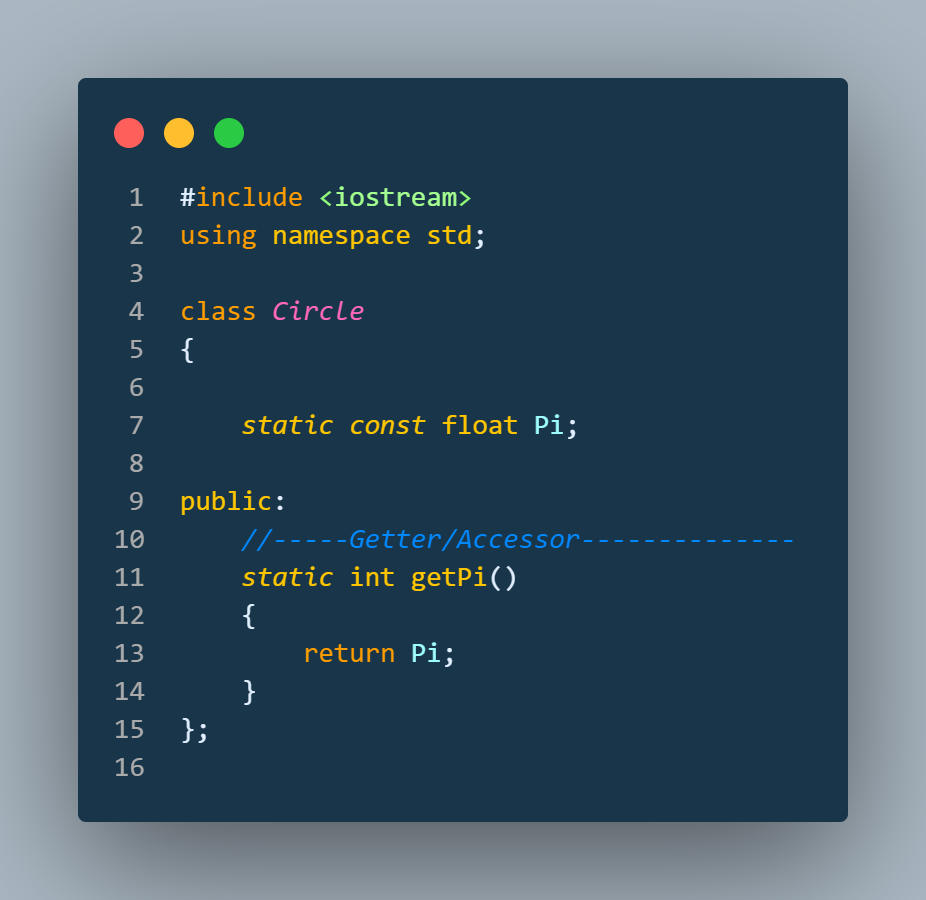 1 #include <iostream>
2 using namespace std;
3
4 class Circle
5 {
6
7     static const float Pi;
8
9 public:
10     //-----Getter/Accessor--------------
11     static int getPi()
12     {
13         return Pi;
14     }
15 };
16